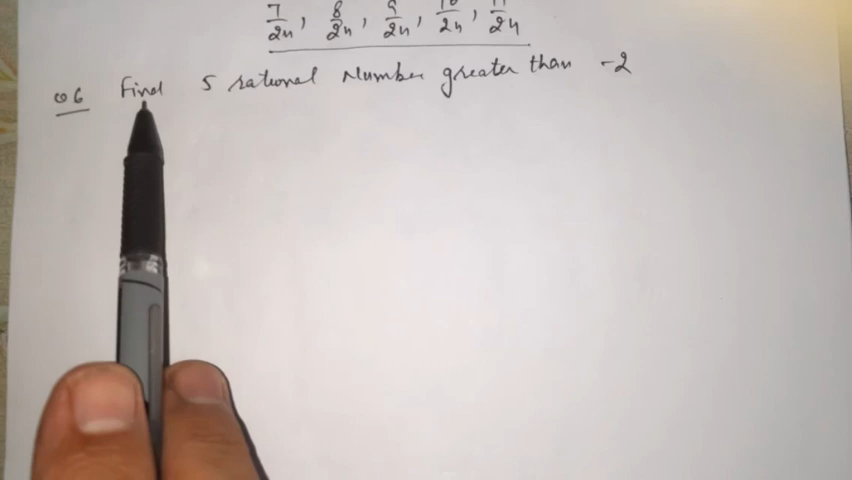 7/24, 8/24, 9/24, 10/24, 11/24
Q6 Find 5 rational Number greater than -2